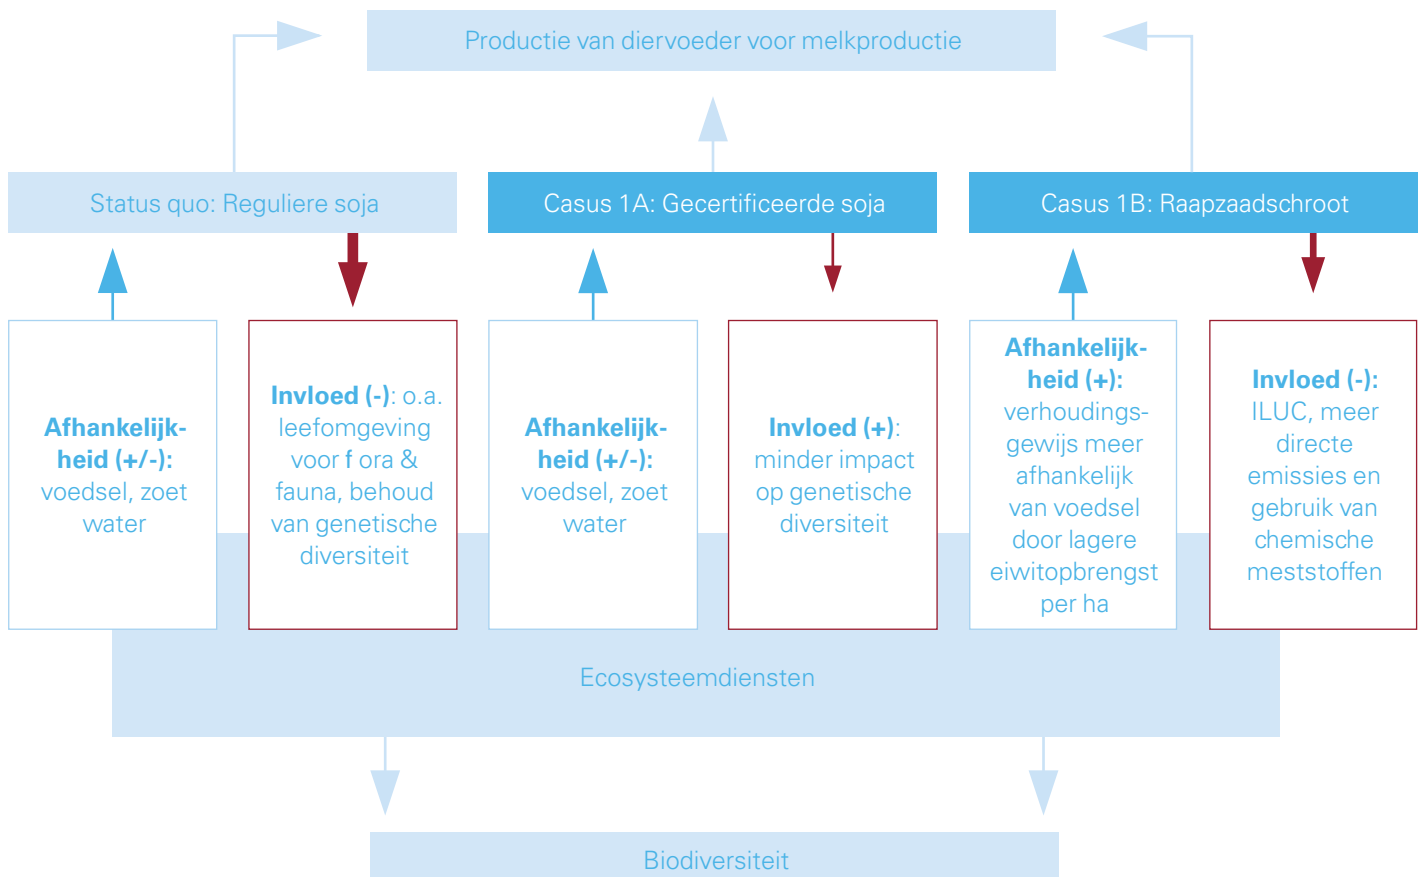 Productie van diervoeder voor melkproductie
Status quo: Reguliere soja
Casus 1A: Gecertificeerde soja
Casus 1B: Raapzaadschroot
Afhankelijk-
heid (+/-):
voedsel, zoet
water
Invloed (-): o.a.
leefomgeving
voor f ora &
fauna, behoud
van genetische
diversiteit
Afhankelijk-
heid (+/-):
voedsel, zoet
water
Invloed (+):
minder impact
op genetische
diversiteit
Afhankelijk-
heid (+):
verhoudings-
gewijs meer
afhankelijk
van voedsel
door lagere
eiwitopbrengst
per ha
Invloed (-):
ILUC, meer
directe
emissies en
gebruik van
chemische
meststoffen
Ecosysteemdiensten
Biodiversiteit